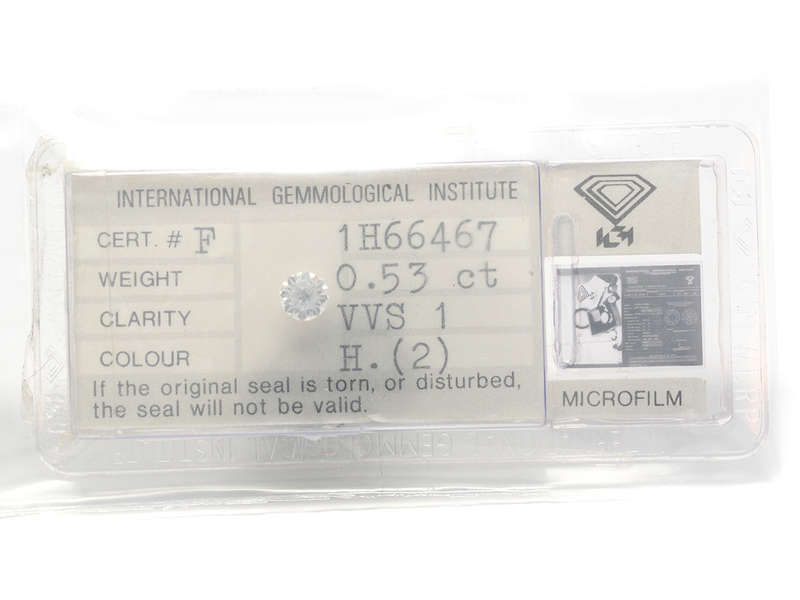 INTERNATIONAL GEMMOLOGICAL INSTITUTE
CERT. # F 1H66467
WEIGHT 0.53 ct
CLARITY VVS 1
COLOUR H.(2)
If the original seal is torn, or disturbed,
the seal will not be valid.
IGI
MICROFILM